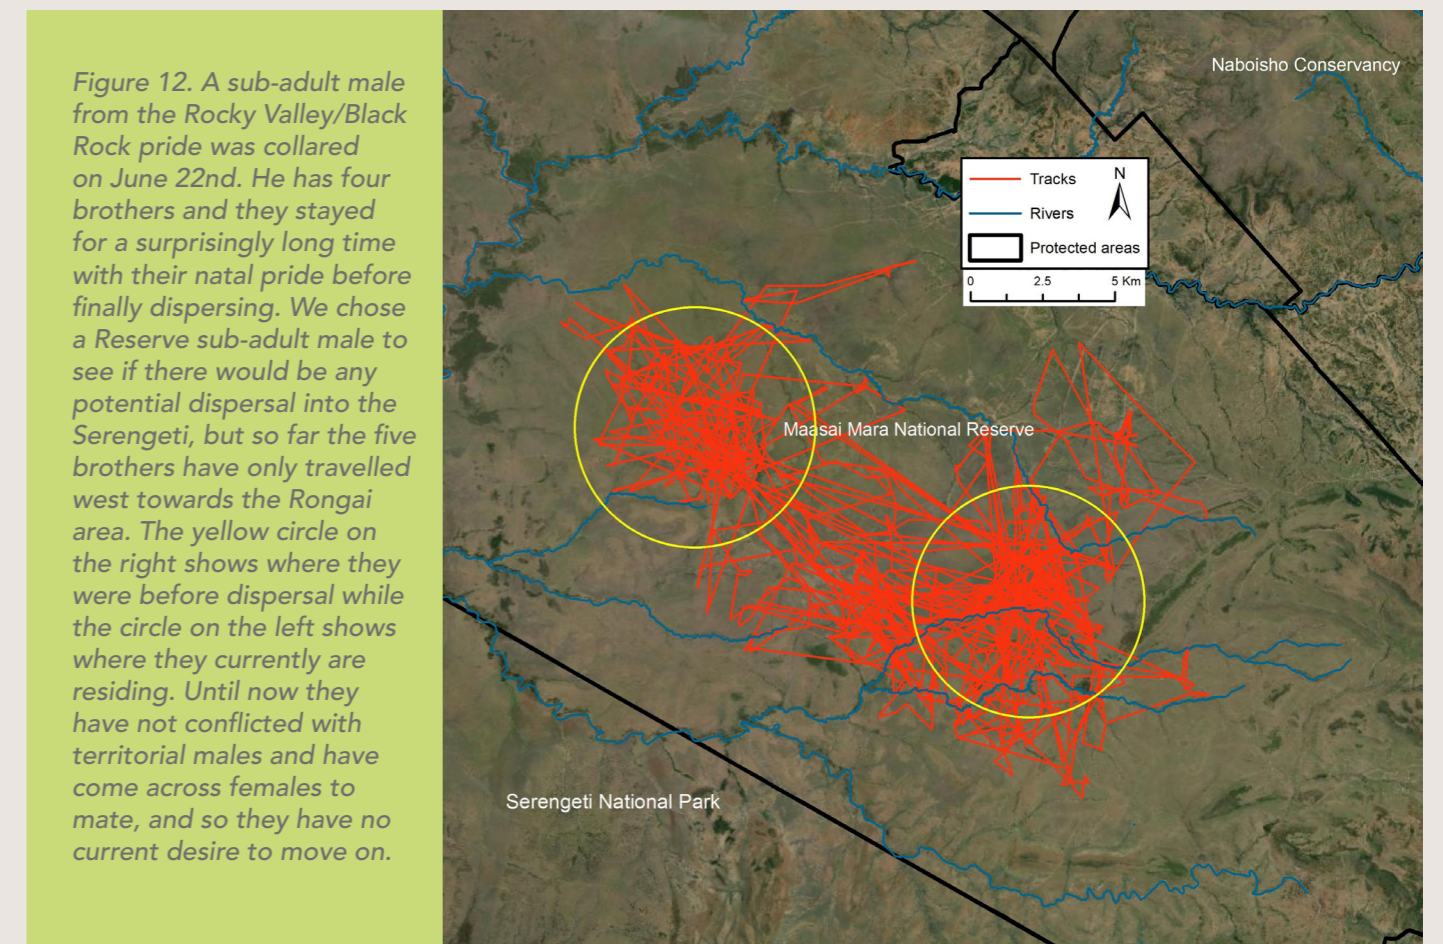 Figure 12. A sub-adult male
from the Rocky Valley/Black
Rock pride was collared
on June 22nd. He has four
brothers and they stayed
for a surprisingly long time
with their natal pride before
finally dispersing. We chose
a Reserve sub-adult male to
see if there would be any
potential dispersal into the
Serengeti, but so far the five
brothers have only travelled
west towards the Rongai
area. The yellow circle on
the right shows where they
were before dispersal while
the circle on the left shows
where they currently are
residing. Until now they
have not conflicted with
territorial males and have
come across females to
mate, and so they have no
current desire to move on.
Naboisho Conservancy
N
Tracks
Rivers
Protected areas
0 2.5 5 Km
Maasai Mara National Reserve
Serengeti National Park